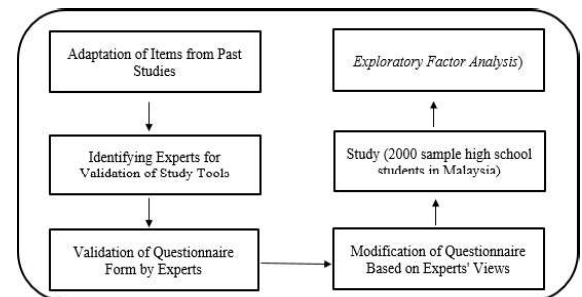 Adaptation of Items from Past
Studies
Identifying Experts for
Validation of Study Tools
Validation of Questionnaire
Form by Experts
Modification of Questionnaire
Based on Experts' Views
Study (2000 sample high school
students in Malaysia)
Exploratory Factor Analysis)